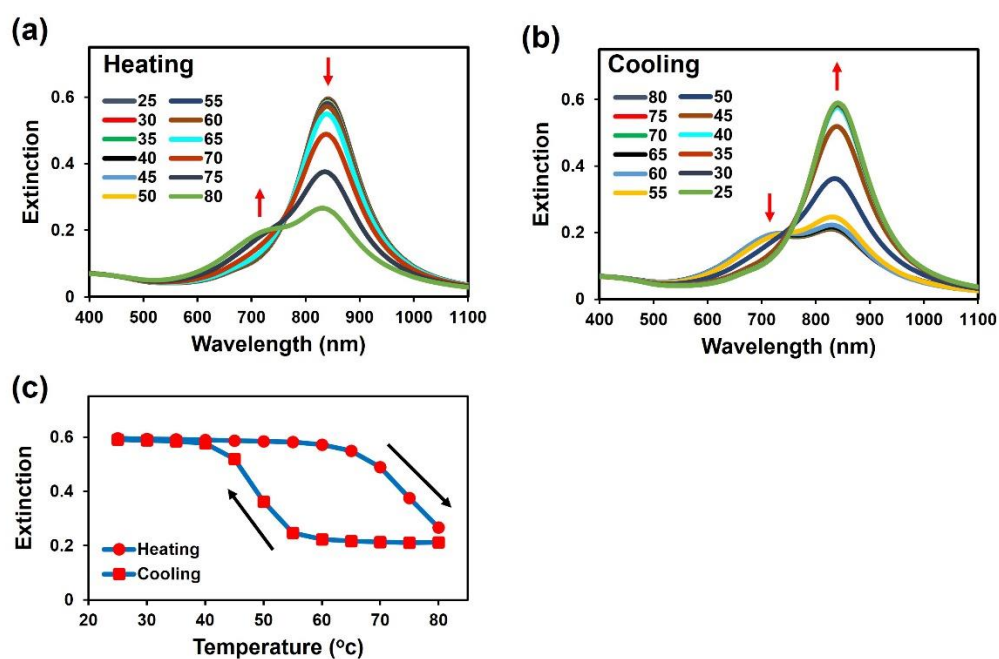 (a)
Heating
25 55
30 60
35 65
40 70
45 75
50 80
Extinction
0.6
0.4
0.2
0
400 500 600 700 800 900 1000 1100
Wavelength (nm)
(b)
Cooling
80 50
75 45
70 40
65 35
60 30
55 25
Extinction
0.6
0.4
0.2
0
400 500 600 700 800 900 1000 1100
Wavelength (nm)
(c)
Extinction
0.6
0.4
0.2
0
Heating
Cooling
20 30 40 50 60 70 80
Temperature (ºc)